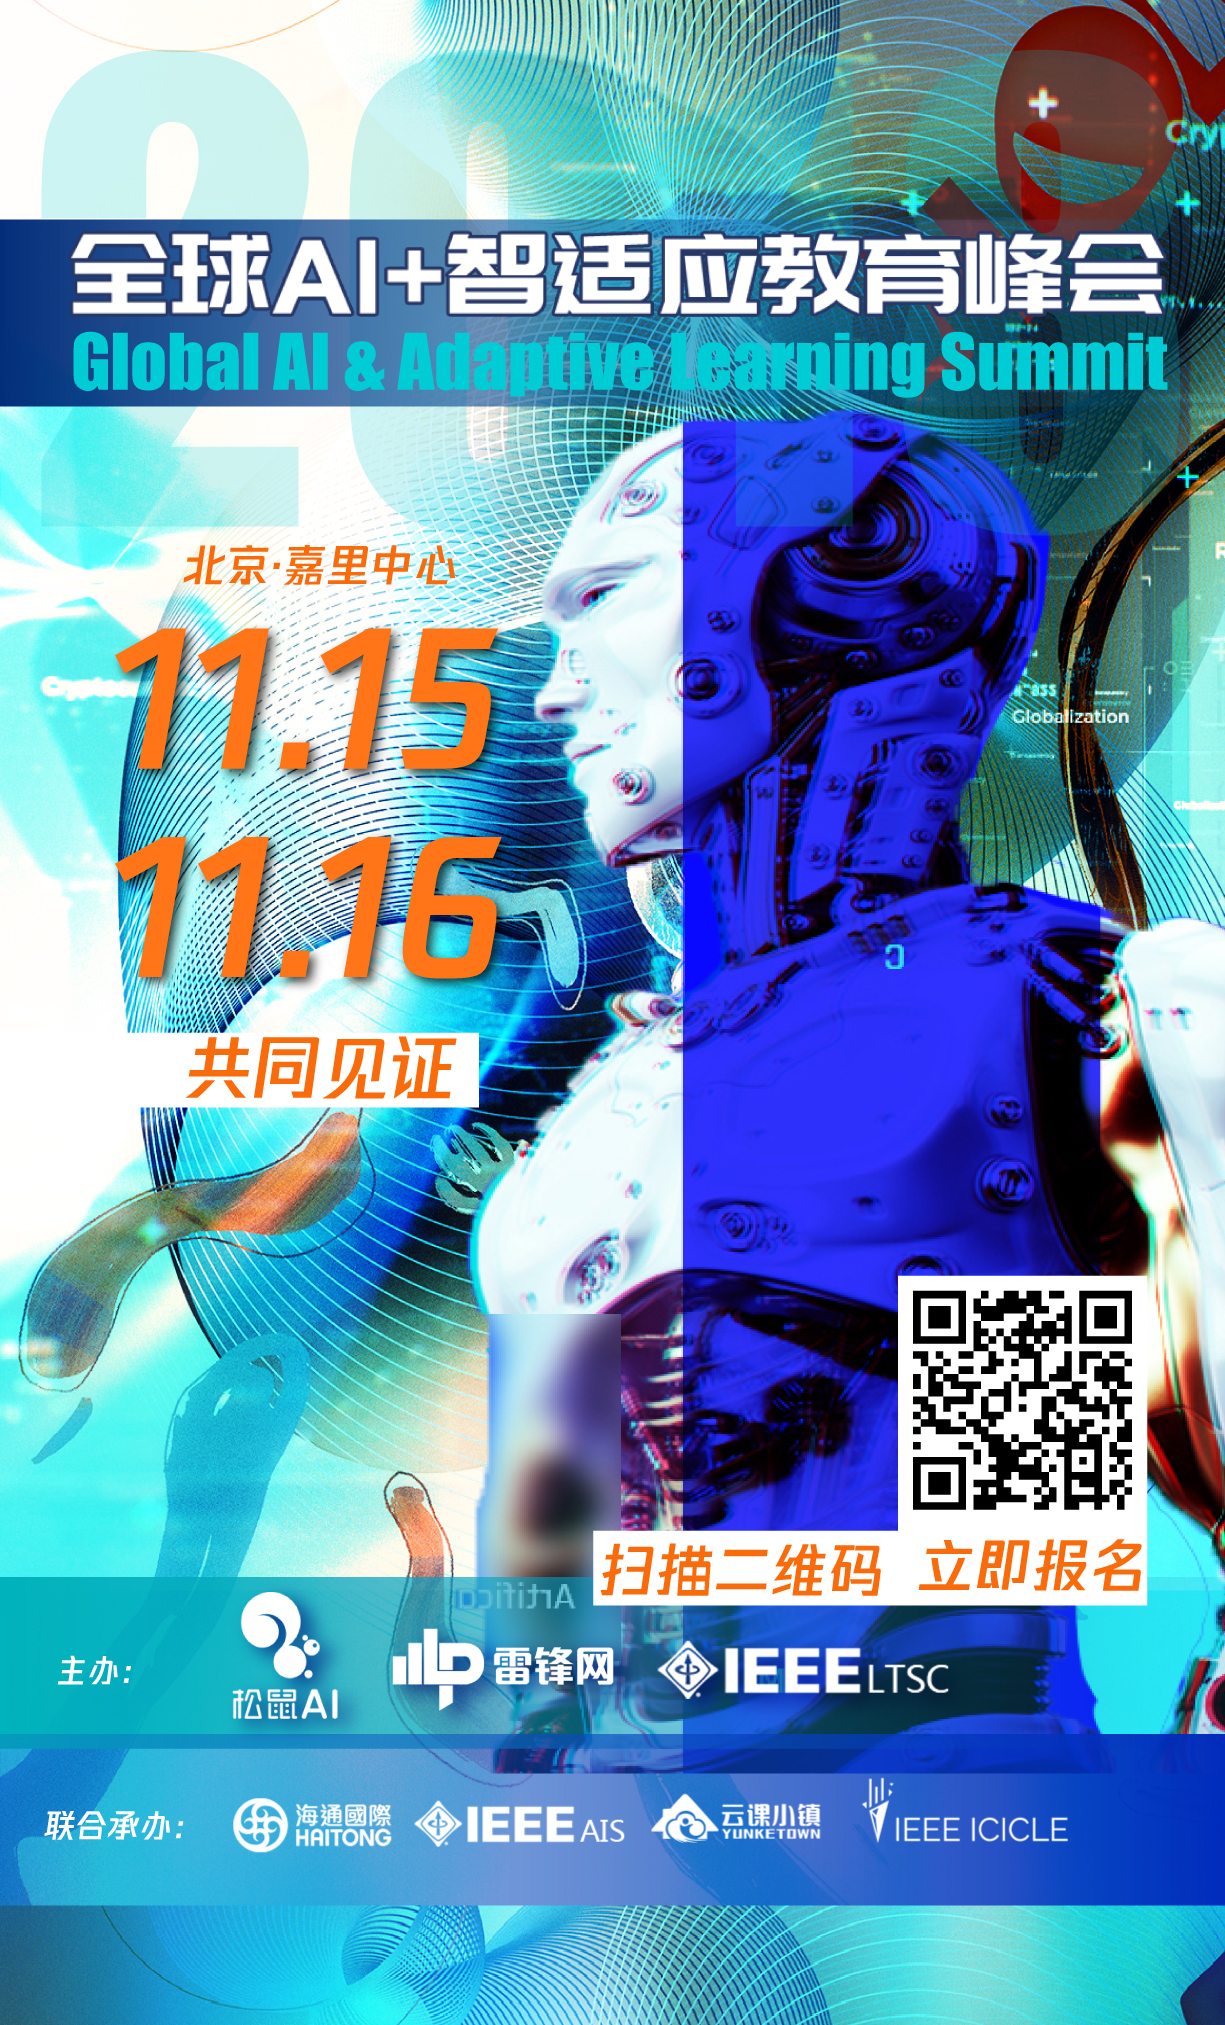 全球AI+智适应教育峰会
Global AI & Adaptive Learning Summit
北京·嘉里中心
11.15
11.16
共同见证
Globalization
扫描二维码 立即报名
主办：
松鼠AI
雷锋网
IEEE LTSC
联合承办：
海通國際
HAITONG
IEEE AIS
云课小镇
YUNKETOWN
IEEE ICICLE